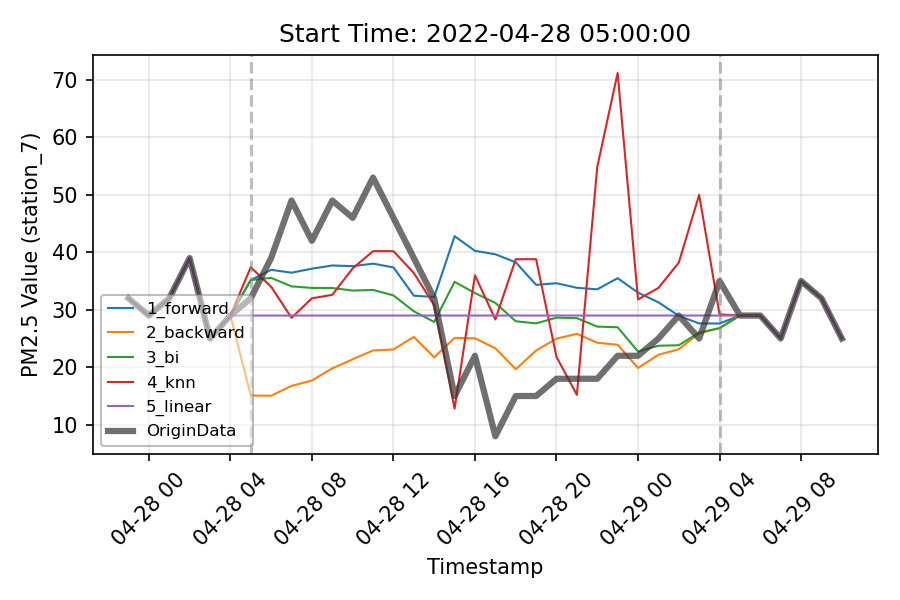 Start Time: 2022-04-28 05:00:00
PM2.5 Value (station_7)
70
60
50
40
30
20
10
1_forward
2_backward
3_bi
4_knn
5_linear
OriginData
04-28 00
04-28 04
04-28 08
04-28 12
04-28 16
04-28 20
04-29 00
04-29 04
04-29 08
Timestamp